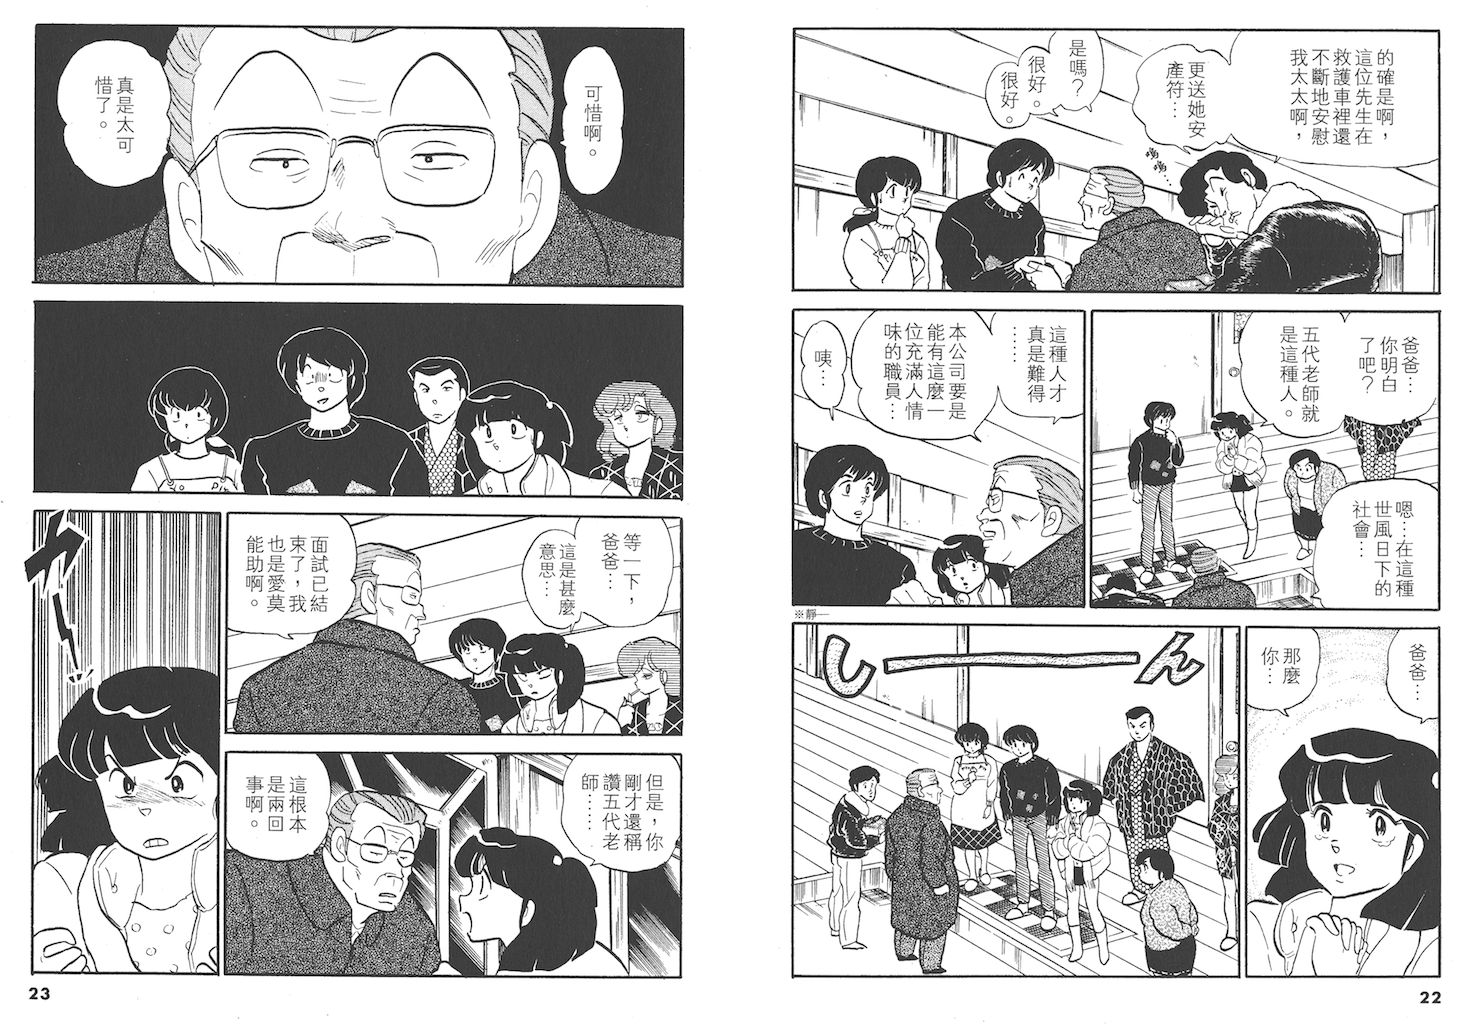 的確是啊，
這位先生在
救護車裡還
不斷地安慰
我太太啊，
更送她安
產符…
嗚嗚…
是嗎？
很好。
很好。
爸爸…
你明白
了吧？
五代老師就
是這種人。
嗯…在這種
世風日下的
社會…
這種人才
真是難得
……
本公司要是
能有這麼一
位充滿人情
味的職員…
咦…
爸爸…
那麼
你…
※靜—
しーん
22
可惜啊。
真是太可
惜了。
PIY
等一下，
爸爸…
這是甚麼
意思…
面試已結
束了，我
也是愛莫
能助啊。
但是，你
剛才還稱
讚五代老
師……
這根本
是兩回
事啊。
カー
23